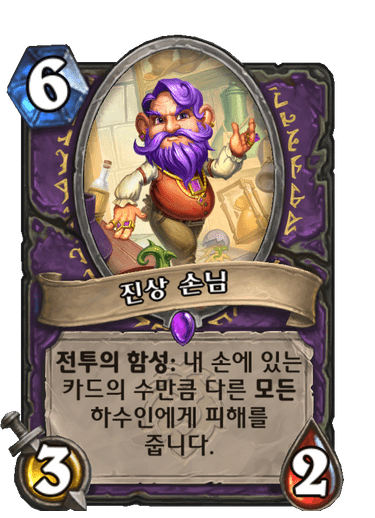 6
진상 손님
전투의 함성: 내 손에 있는
카드의 수만큼 다른 모든
하수인에게 피해를
줍니다.
3
2